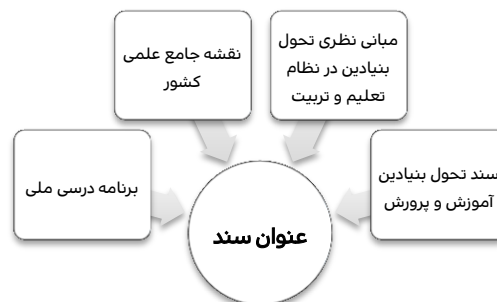 مبانی نظری تحول
بنیادین در نظام
تعلیم و تربیت
نقشه جامع علمی
کشور
سند تحول بنیادین
آموزش و پرورش
برنامه درسی ملی
عنوان سند